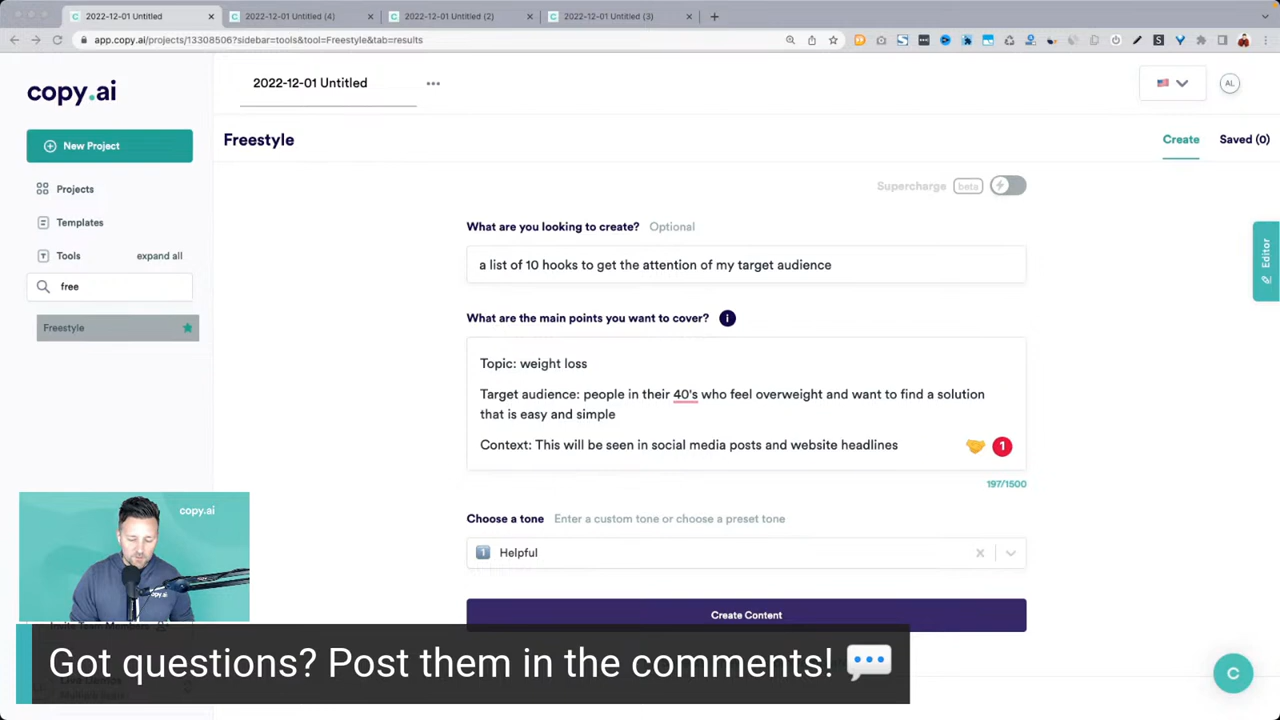 2022-12-01 Untitled
2022-12-01 Untitled (4)
2022-12-01 Untitled (2)
2022-12-01 Untitled (3)
app.copy.ai/projects/13308506?sidebar=tools&tool=Freestyle&tab=results
copy.ai
2022-12-01 Untitled
AL
New Project
Freestyle
Create
Saved (0)
Projects
Supercharge
beta
Templates
What are you looking to create? Optional
Tools
expand all
a list of 10 hooks to get the attention of my target audience
Editor
free
What are the main points you want to cover?
Freestyle
Topic: weight loss
Target audience: people in their 40's who feel overweight and want to find a solution
that is easy and simple
Context: This will be seen in social media posts and website headlines
1
197/1500
copy.ai
Choose a tone Enter a custom tone or choose a preset tone
1 Helpful
copy.ai
Create Content
Invite Team Members
Got questions? Post them in the comments!
C